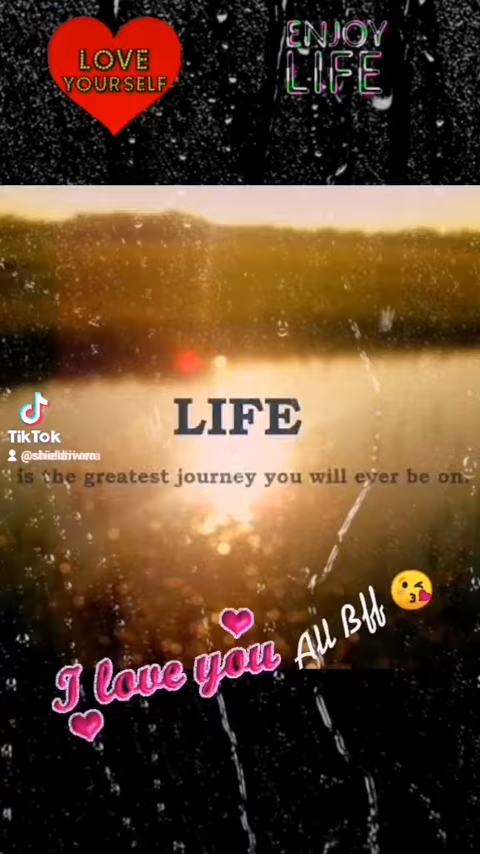 LOVE
YOURSELF
ENJOY
LIFE
LIFE
TikTok
is the greatest journey you will ever be on.
I love you All Bff